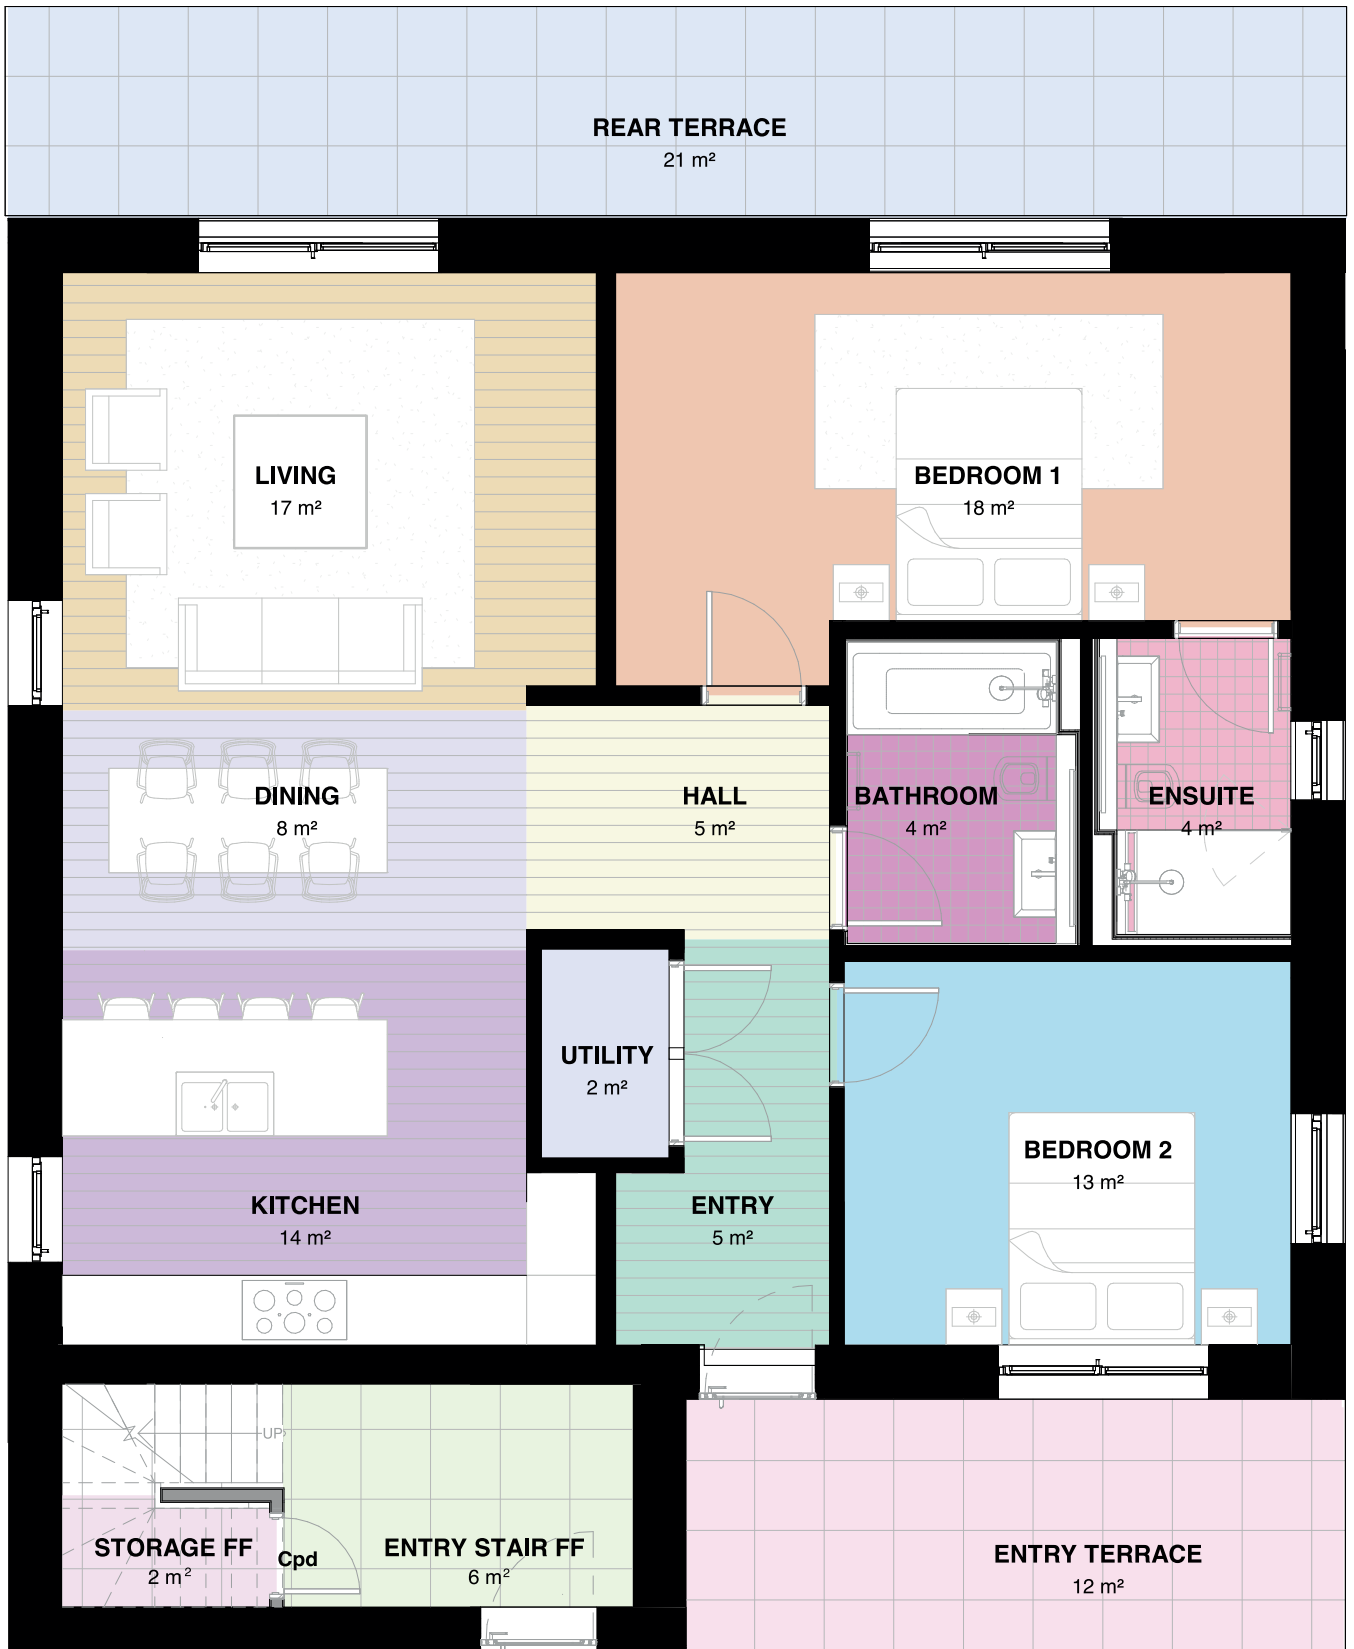 REAR TERRACE
21 m²
LIVING
17 m²
BEDROOM 1
18 m²
DINING
8 m²
HALL
5 m²
BATHROOM
4 m²
ENSUITE
4 m²
UTILITY
2 m²
BEDROOM 2
13 m²
KITCHEN
14 m²
ENTRY
5 m²
UP
STORAGE FF
2 m²
Cpd
ENTRY STAIR FF
6 m²
ENTRY TERRACE
12 m²